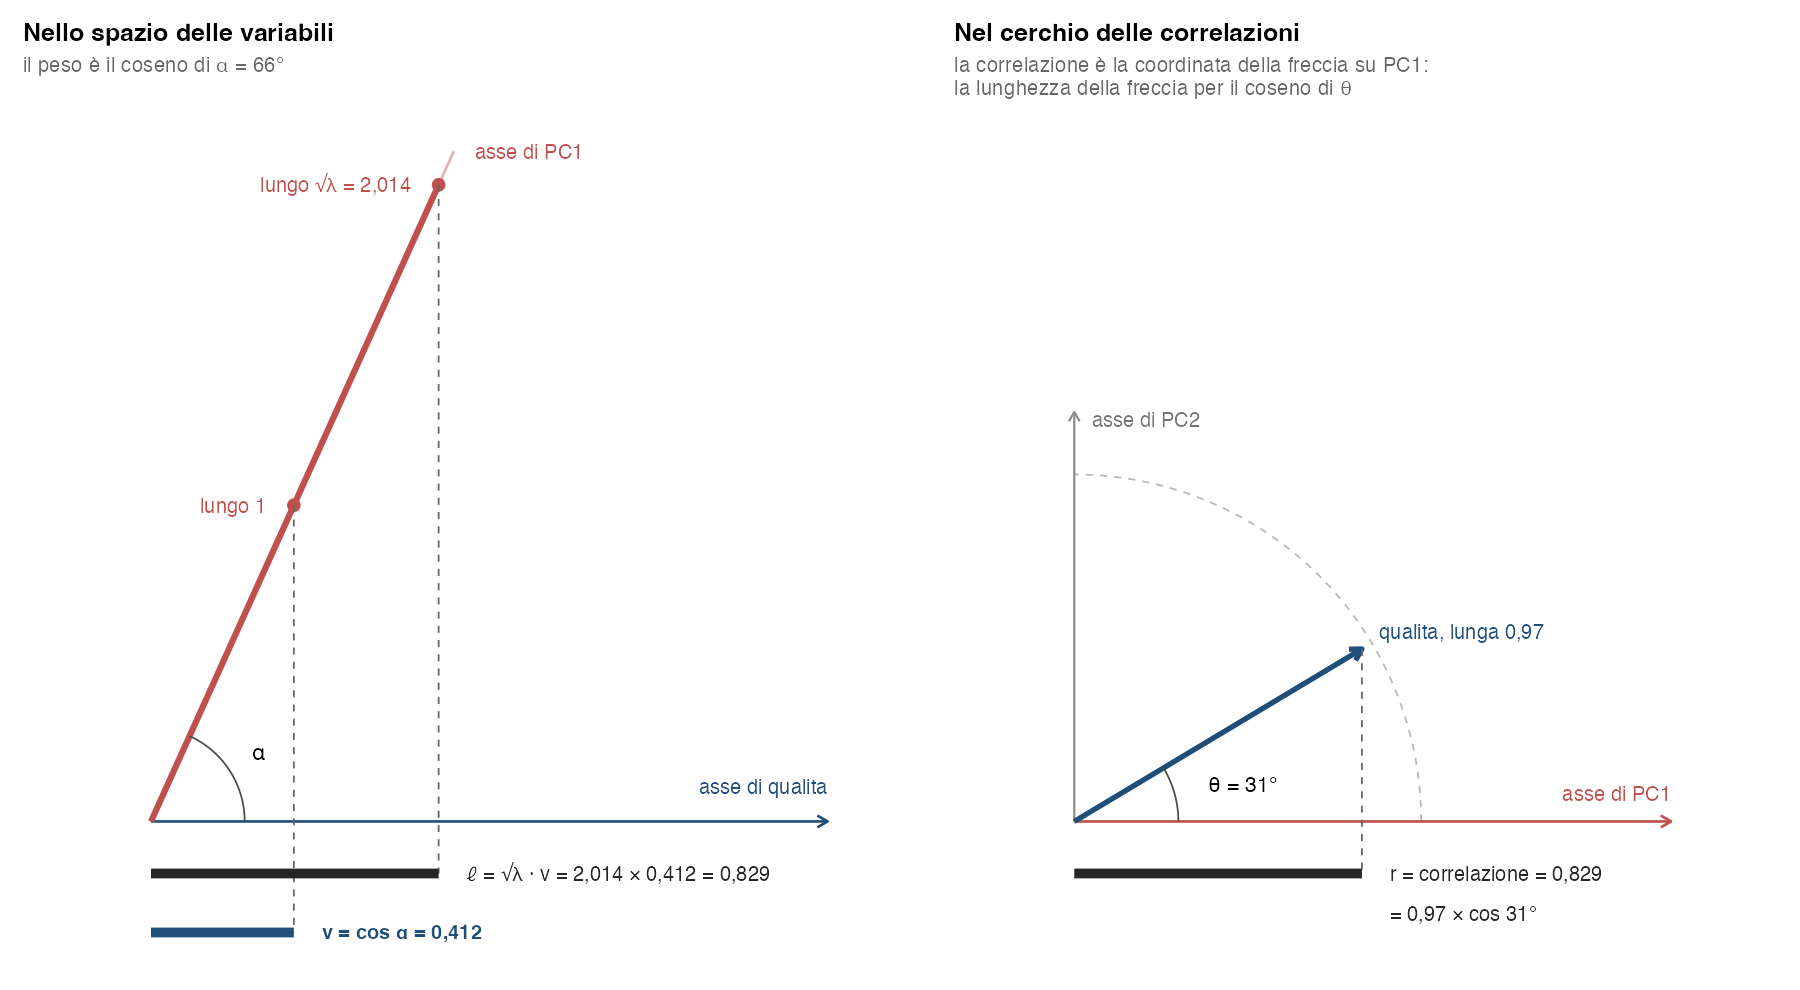 Nello spazio delle variabili
il peso è il coseno di α = 66°
asse di PC1
lungo √λ = 2,014
lungo 1
α
asse di qualita
ℓ = √λ · v = 2,014 × 0,412 = 0,829
v = cos α = 0,412
Nel cerchio delle correlazioni
la correlazione è la coordinata della freccia su PC1:
la lunghezza della freccia per il coseno di θ
asse di PC2
qualita, lunga 0,97
θ = 31°
asse di PC1
r = correlazione = 0,829
= 0,97 × cos 31°